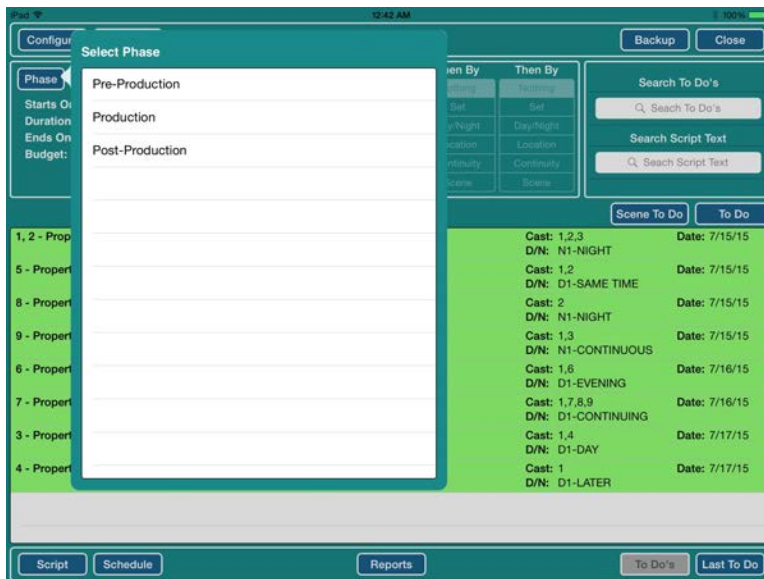 iPad 12:42 AM 100%
Configur Backup Close
Select Phase
Phase
Pre-Production
Production
Post-Production
Starts O
Duration
Ends On
Budget:
en By Then By
Nothing
Set Set
y/Night Day/Night
ocation Location
ntinuity Continuity
Scene Scene
Search To Do's
Seach To Do's
Search Script Text
Seach Script Text
Scene To Do To Do
1, 2 - Prop Cast: 1,2,3 Date: 7/15/15
D/N: N1-NIGHT
5 - Propert Cast: 1,2 Date: 7/15/15
D/N: D1-SAME TIME
8 - Propert Cast: 2 Date: 7/15/15
D/N: N1-NIGHT
9 - Propert Cast: 1,3 Date: 7/15/15
D/N: N1-CONTINUOUS
6 - Propert Cast: 1,6 Date: 7/16/15
D/N: D1-EVENING
7 - Propert Cast: 1,7,8,9 Date: 7/16/15
D/N: D1-CONTINUING
3 - Propert Cast: 1,4 Date: 7/17/15
D/N: D1-DAY
4 - Propert Cast: 1 Date: 7/17/15
D/N: D1-LATER
Script Schedule Reports To Do's Last To Do